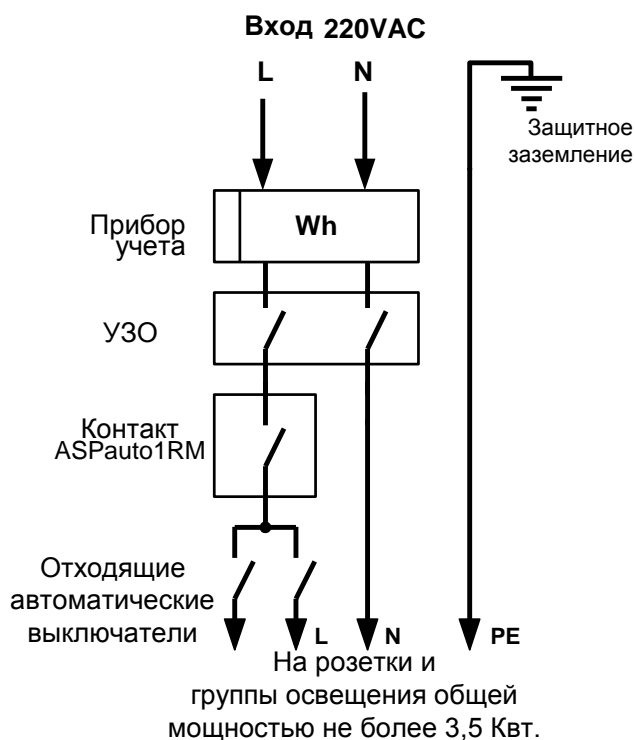 Вход 220VAC
L
N
Защитное
заземление
Прибор
учета
Wh
УЗО
Контакт
ASPauto1RM
Отходящие
автоматические
выключатели
L
N
PE
На розетки и
группы освещения общей
мощностью не более 3,5 Квт.